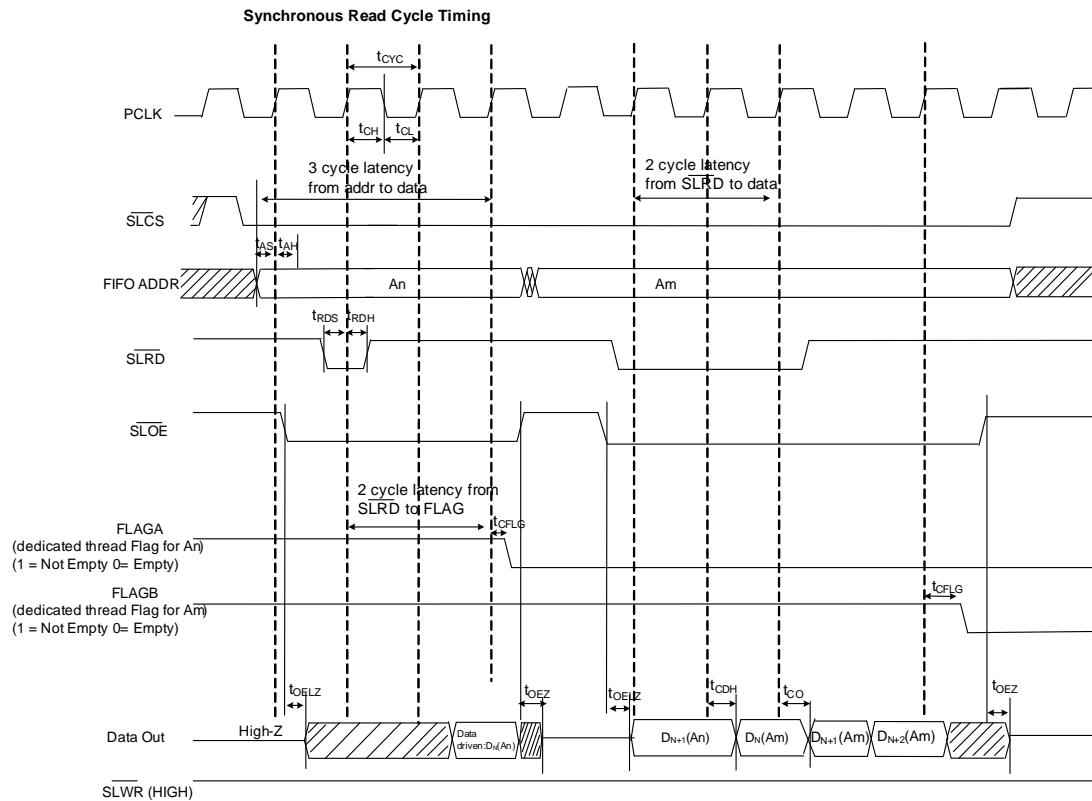 Synchronous Read Cycle Timing
tCYC
PCLK
tCH
tCL
3 cycle latency
from addr to data
2 cycle latency
from SLRD to data
SLCS
tAS
tAH
FIFO ADDR
An
Am
tRDS
tRDH
SLRD
SLOE
2 cycle latency from
SLRD to FLAG
tCFLG
FLAGA
(dedicated thread Flag for An)
(1 = Not Empty 0= Empty)
FLAGB
(dedicated thread Flag for Am)
(1 = Not Empty 0= Empty)
tCFLG
tOELZ
tOEZ
tOELZ
tCDH
tCO
tOEZ
High-Z
Data Out
Data
driven:DN(An)
DN+1(An)
DN(Am)
DN+1(Am)
DN+2(Am)
SLWR (HIGH)